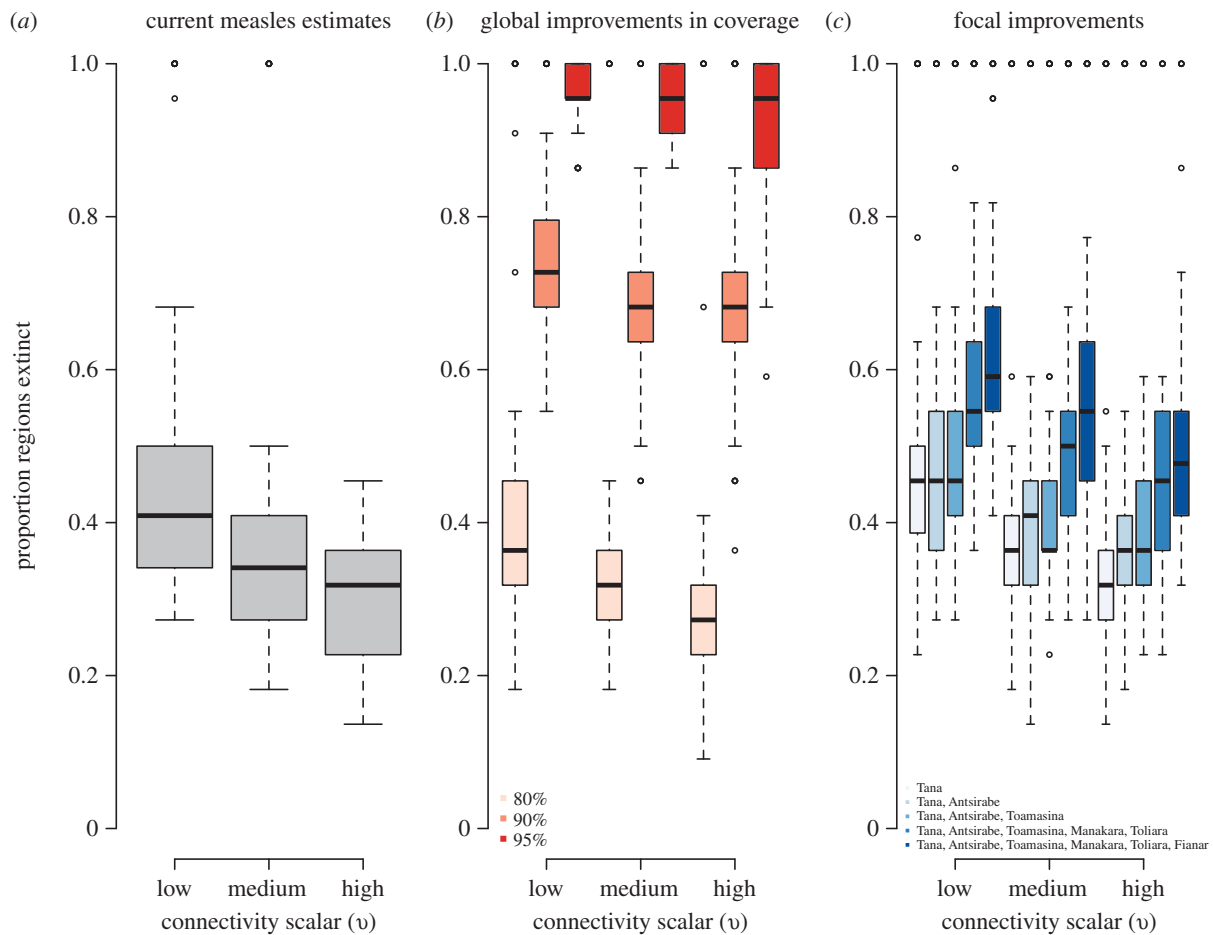 (a) current measles estimates
(b) global improvements in coverage
(c) focal improvements
proportion regions extinct
1.0
0.8
0.6
0.4
0.2
0
low medium high
connectivity scalar (υ)
1.0
0.8
0.6
0.4
0.2
0
80%
90%
95%
low medium high
connectivity scalar (υ)
1.0
0.8
0.6
0.4
0.2
0
Tana
Tana, Antsirabe
Tana, Antsirabe, Toamasina
Tana, Antsirabe, Toamasina, Manakara, Toliara
Tana, Antsirabe, Toamasina, Manakara, Toliara, Fianar
low medium high
connectivity scalar (υ)